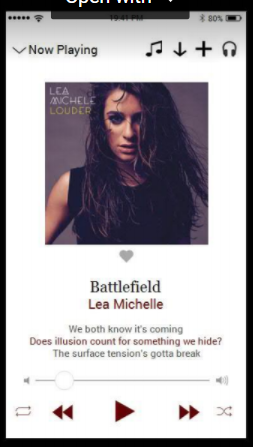 Open with
10:41 PM
80%
Now Playing
LEA
MICHELE
LOUDER
Battlefield
Lea Michelle
We both know it's coming
Does illusion count for something we hide?
The surface tension's gotta break